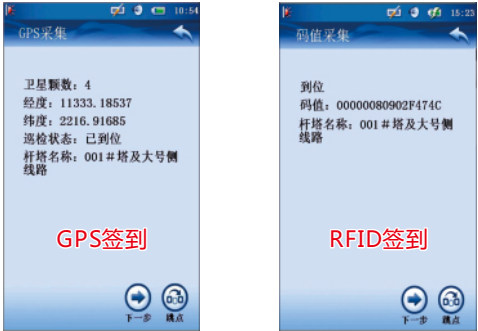 10:54
GPS采集
卫星颗数：4
经度：11333.18537
纬度：2216.91685
巡检状态：已到位
杆塔名称：001＃塔及大号侧
线路
GPS签到
下一步 跳点
15:23
码值采集
到位
码值：00000080902F474C
杆塔名称：001＃塔及大号侧
线路
RFID签到
下一步 跳点